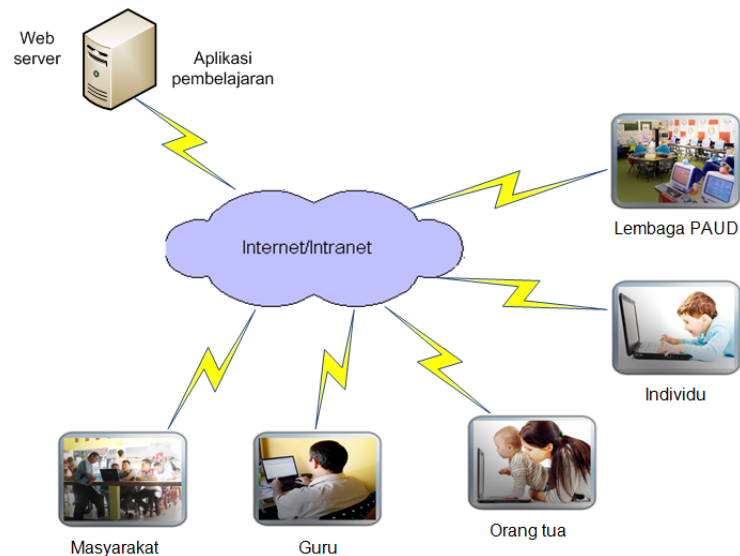 Web
server
Aplikasi
pembelajaran
Internet/Intranet
Lembaga PAUD
Individu
Orang tua
Guru
Masyarakat